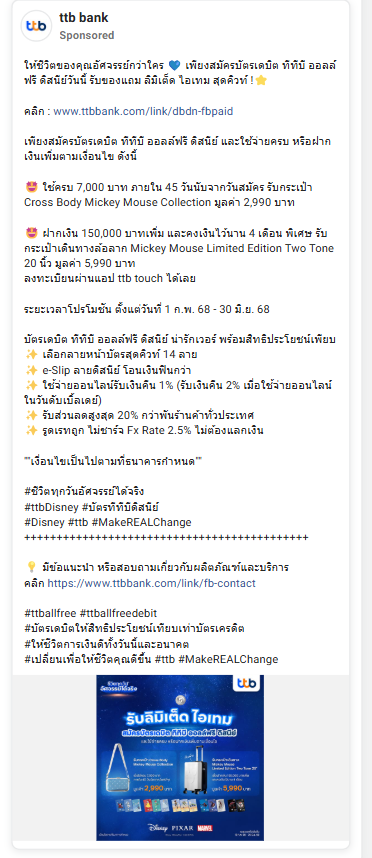 ttb bank
Sponsored
ให้ชีวิตของคุณอัศจรรย์กว่าใคร 💙 เพียงสมัครบัตรเดบิต ทีทีบี ออลล์
ฟรี ดิสนีย์วันนี้ รับของแถม ลิมิเต็ด ไอเทม สุดคิวท์ !⭐
คลิก : www.ttbbank.com/link/dbdn-fbpaid
เพียงสมัครบัตรเดบิต ทีทีบี ออลล์ฟรี ดิสนีย์ และใช้จ่ายครบ หรือฝาก
เงินเพิ่มตามเงื่อนไข ดังนี้
🤩 ใช้ครบ 7,000 บาท ภายใน 45 วันนับจากวันสมัคร รับกระเป๋า
Cross Body Mickey Mouse Collection มูลค่า 2,990 บาท
🤩 ฝากเงิน 150,000 บาทเพิ่ม และคงเงินไว้นาน 4 เดือน พิเศษ รับ
กระเป๋าเดินทางล้อลาก Mickey Mouse Limited Edition Two Tone
20 นิ้ว มูลค่า 5,990 บาท
ลงทะเบียนผ่านแอป ttb touch ได้เลย
ระยะเวลาโปรโมชัน ตั้งแต่วันที่ 1 ก.พ. 68 - 30 มิ.ย. 68
บัตรเดบิต ทีทีบี ออลล์ฟรี ดิสนีย์ น่ารักเวอร์ พร้อมสิทธิประโยชน์เพียบ
✨ เลือกลายหน้าบัตรสุดคิวท์ 14 ลาย
✨ e-Slip ลายดิสนีย์ โอนเงินฟินกว่า
✨ ใช้จ่ายออนไลน์รับเงินคืน 1% (รับเงินคืน 2% เมื่อใช้จ่ายออนไลน์
ในวันดับเบิ้ลเดย์)
✨ รับส่วนลดสูงสุด 20% กว่าพันร้านค้าทั่วประเทศ
✨ รูดเรทถูก ไม่ชาร์จ Fx Rate 2.5% ไม่ต้องแลกเงิน
""เงื่อนไขเป็นไปตามที่ธนาคารกำหนด""
#ชีวิตทุกวันอัศจรรย์ได้จริง
#ttbDisney #บัตรทีทีบีดิสนีย์
#Disney #ttb #MakeREALChange
++++++++++++++++++++++++++++++++++++++++++++
💡 มีข้อแนะนำ หรือสอบถามเกี่ยวกับผลิตภัณฑ์และบริการ
คลิก https://www.ttbbank.com/link/fb-contact
#ttballfree #ttballfreedebit
#บัตรเดบิตให้สิทธิประโยชน์เทียบเท่าบัตรเครดิต
#ให้ชีวิตการเงินดีทั้งวันนี้และอนาคต
#เปลี่ยนเพื่อให้ชีวิตคุณดีขึ้น #ttb #MakeREALChange
ttb
รับลิมิเต็ด ไอเทม
สมัครบัตรเดบิต ทีทีบี ออลล์ฟรี ดิสนีย์
มูลค่า 2,990 บาท
มูลค่า 5,990 บาท
Disney PIXAR MARVEL